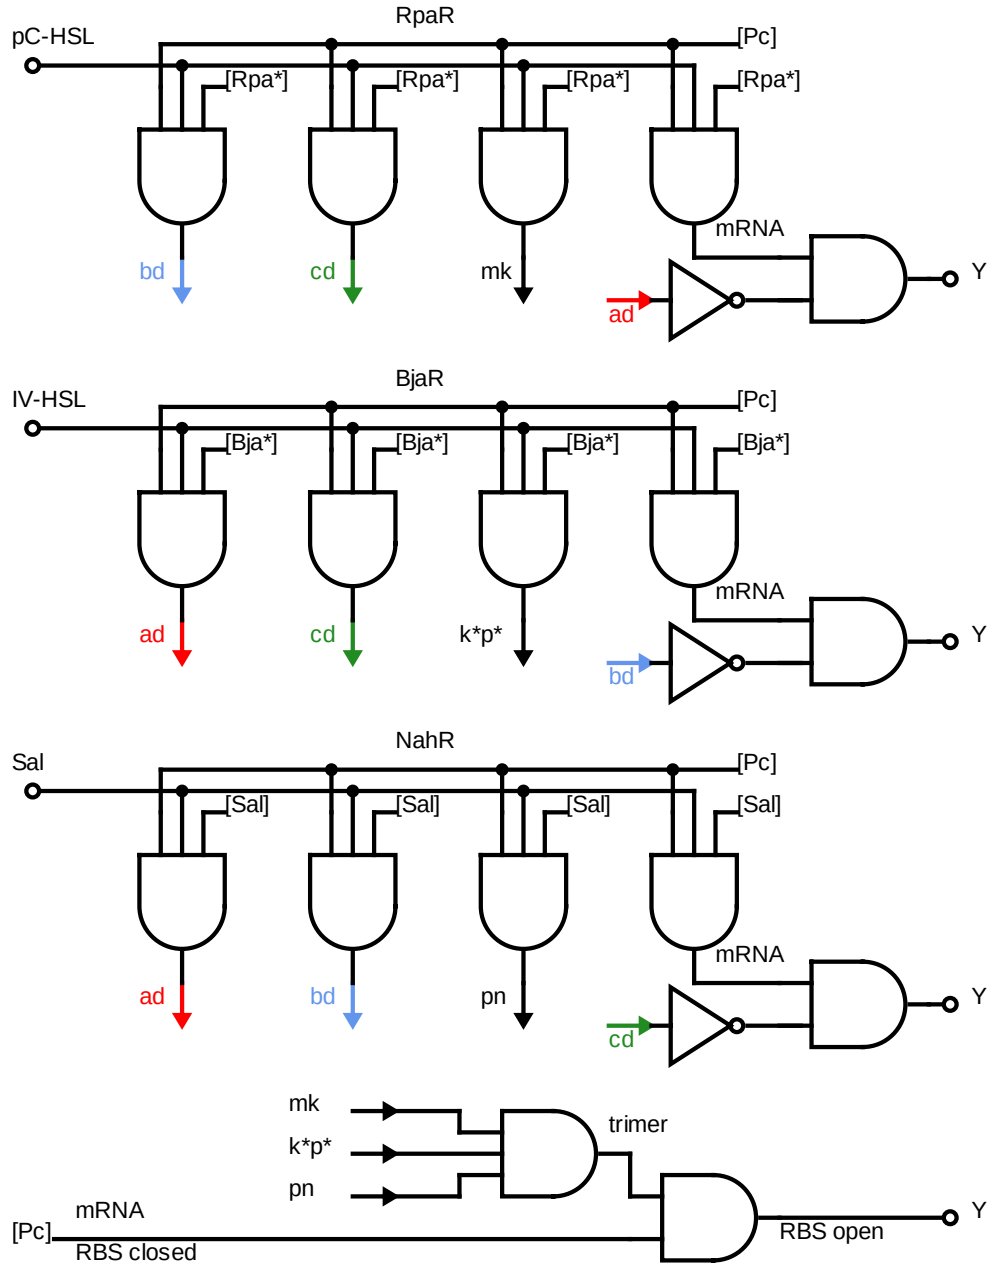 RpaR
pC-HSL [Pc]
[Rpa*] [Rpa*] [Rpa*] [Rpa*]
mRNA
bd cd mk Y
ad
BjaR
IV-HSL [Pc]
[Bja*] [Bja*] [Bja*] [Bja*]
mRNA
ad cd k*p* Y
bd
NahR
Sal [Pc]
[Sal] [Sal] [Sal] [Sal]
mRNA
ad bd pn Y
cd
mk
trimer
k*p*
pn
mRNA Y
[Pc] RBS open
RBS closed